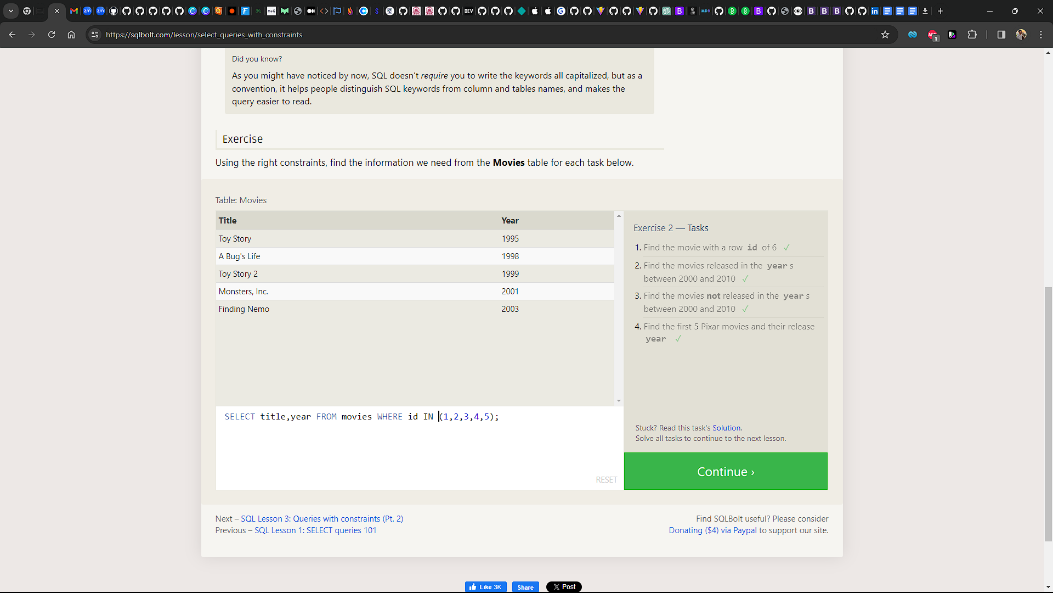 https://sqlbolt.com/lesson/select_queries_with_constraints
Did you know?
As you might have noticed by now, SQL doesn't require you to write the keywords all capitalized, but as a
convention, it helps people distinguish SQL keywords from column and tables names, and makes the
query easier to read.
Exercise
Using the right constraints, find the information we need from the Movies table for each task below.
Table: Movies
Title Year
Toy Story 1995
A Bug's Life 1998
Toy Story 2 1999
Monsters, Inc. 2001
Finding Nemo 2003
SELECT title,year FROM movies WHERE id IN (1,2,3,4,5);
RESET
Exercise 2 — Tasks
1. Find the movie with a row id of 6 ✓
2. Find the movies released in the year s
between 2000 and 2010 ✓
3. Find the movies not released in the year s
between 2000 and 2010 ✓
4. Find the first 5 Pixar movies and their release
year ✓
Stuck? Read this task's Solution.
Solve all tasks to continue to the next lesson.
Continue ›
Next – SQL Lesson 3: Queries with constraints (Pt. 2)
Previous – SQL Lesson 1: SELECT queries 101
Find SQLBolt useful? Please consider
Donating ($4) via Paypal to support our site.
Like 3K
Share
X Post